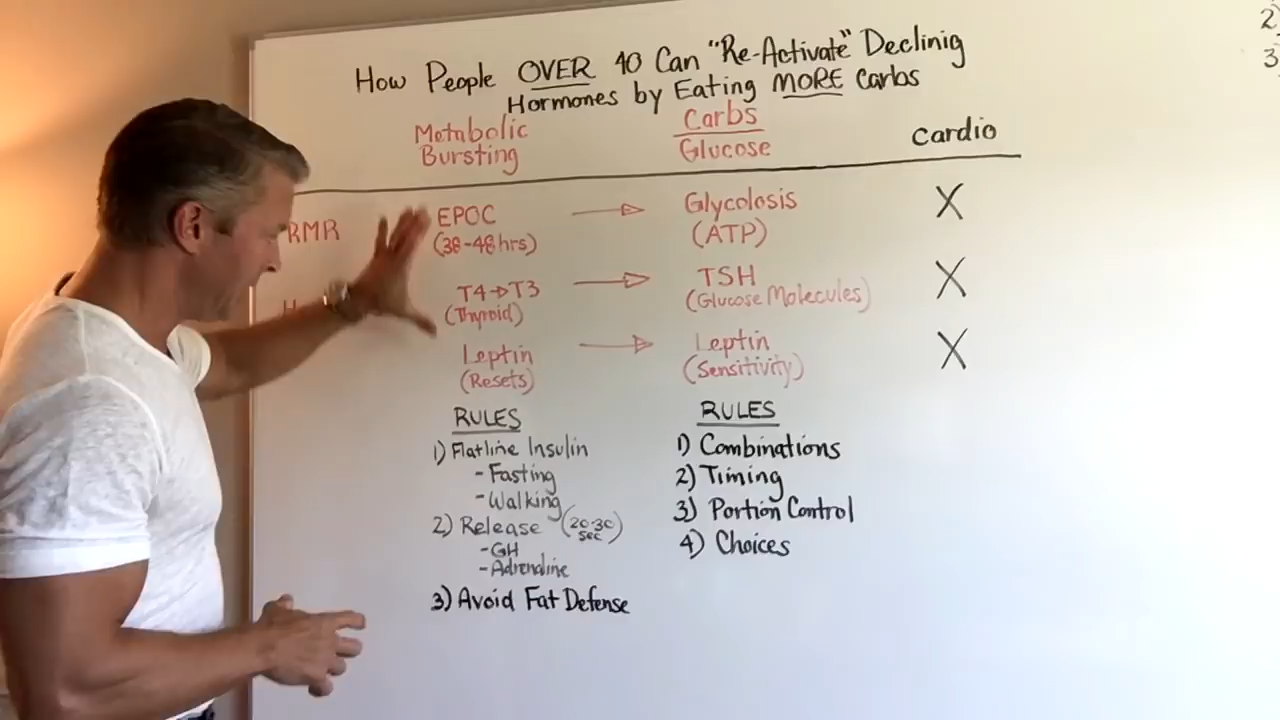 How People OVER 40 Can "Re-Activate" Declinig
Hormones by Eating MORE Carbs
Metabolic
Bursting
Carbs
Glucose
Cardio
RMR
EPOC
(38-48hrs)
Glycolosis
(ATP)
X
T4→T3
(Thyroid)
TSH
(Glucose Molecules)
X
Leptin
(Resets)
Leptin
(Sensitivity)
X
RULES
1) Flatline Insulin
- Fasting
- Walking
2) Release (20-30 sec)
- GH
- Adrenaline
3) Avoid Fat Defense
RULES
1) Combinations
2) Timing
3) Portion Control
4) Choices
2)
3